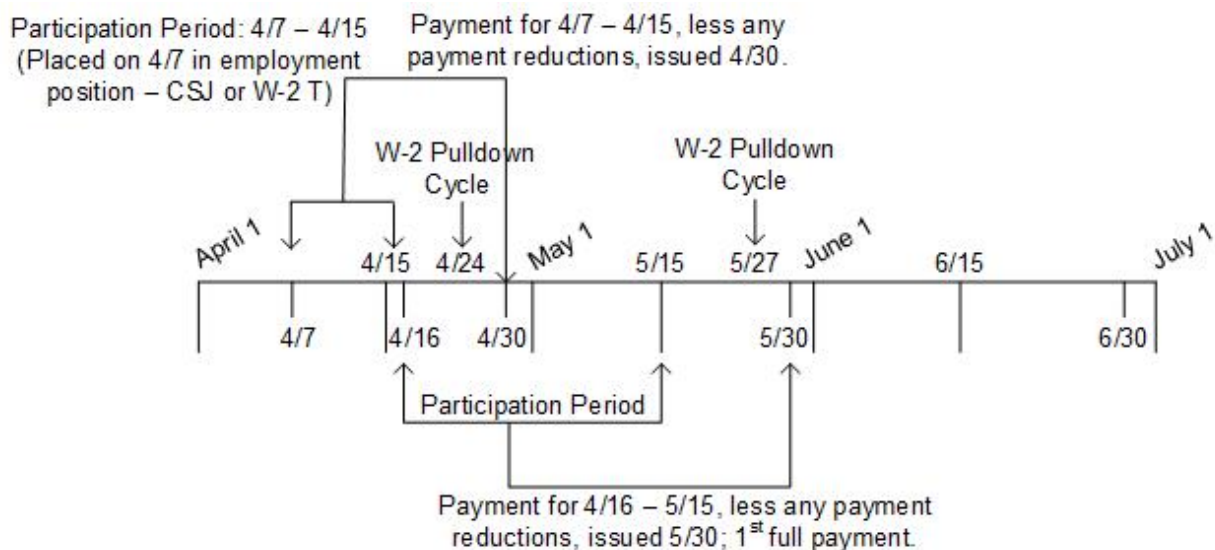 Participation Period: 4/7 – 4/15
(Placed on 4/7 in employment
position – CSJ or W-2 T)
Payment for 4/7 – 4/15, less any
payment reductions, issued 4/30.
W-2 Pulldown
Cycle
W-2 Pulldown
Cycle
April 1
4/15
4/24
May 1
5/15
5/27
June 1
6/15
July 1
4/7
4/16
4/30
5/30
6/30
Participation Period
Payment for 4/16 – 5/15, less any payment
reductions, issued 5/30; 1st full payment.